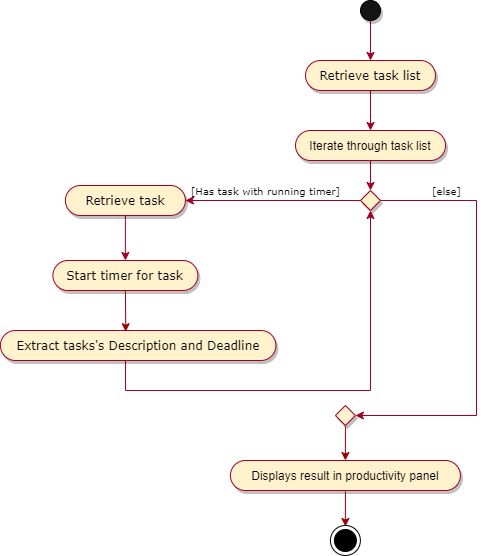 Retrieve task list
Iterate through task list
[Has task with running timer]
[else]
Retrieve task
Start timer for task
Extract tasks's Description and Deadline
Displays result in productivity panel